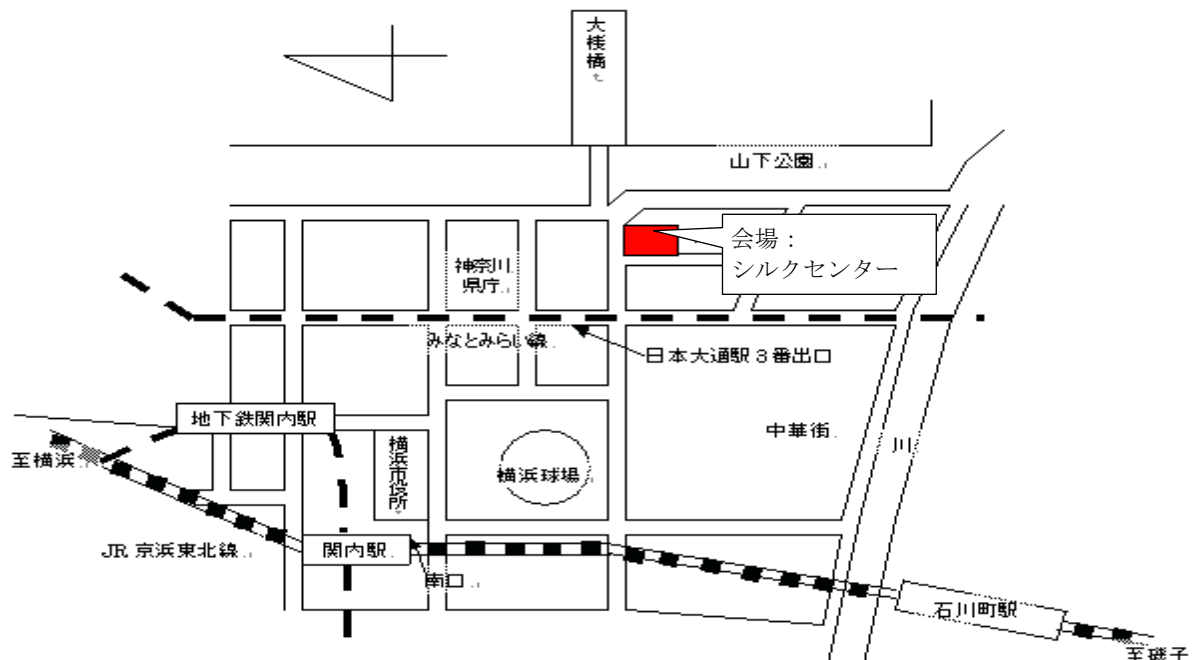 大桟橋
山下公園
会場：
シルクセンター
神奈川
県庁
みなとみらい線
日本大通駅３番出口
地下鉄関内駅
中華街
川
至横浜
横浜市役所
横浜球場
JR 京浜東北線
関内駅
南口
石川町駅
至磯子